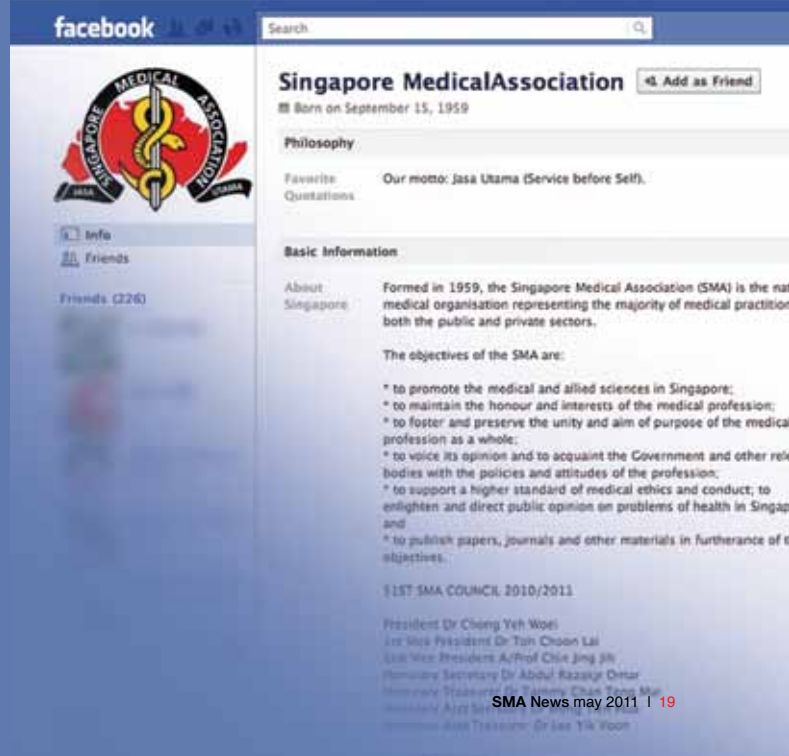 facebook
Search
SINGAPORE MEDICAL ASSOCIATION
JASA UTAMA
Singapore MedicalAssociation
Add as Friend
Born on September 15, 1959
Philosophy
Favorite
Quotations
Our motto: Jasa Utama (Service before Self).
Info
Friends
Friends (226)
Basic Information
About
Singapore
Formed in 1959, the Singapore Medical Association (SMA) is the nat
medical organisation representing the majority of medical practition
both the public and private sectors.
The objectives of the SMA are:
* to promote the medical and allied sciences in Singapore;
* to maintain the honour and interests of the medical profession;
* to foster and preserve the unity and aim of purpose of the medical
profession as a whole;
* to voice its opinion and to acquaint the Government and other rele
bodies with the policies and attitudes of the profession;
* to support a higher standard of medical ethics and conduct; to
enlighten and direct public opinion on problems of health in Singap
and
* to publish papers, journals and other materials in furtherance of t
objectives.
51ST SMA COUNCIL 2010/2011
President Dr Chong Yeh Woei
1st Vice President Dr Toh Choon Lai
2nd Vice President A/Prof Chin Jing Jih
Honorary Secretary Dr Abdul Razakjr Omar
SMA News may 2011 | 19